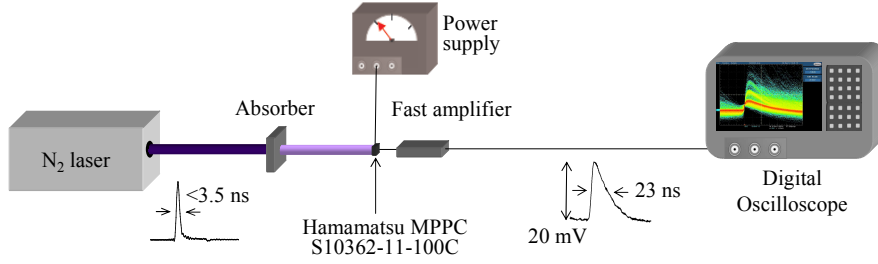 Power
supply
Absorber
Fast amplifier
N2 laser
<3.5 ns
23 ns
20 mV
Hamamatsu MPPC
S10362-11-100C
Digital
Oscilloscope